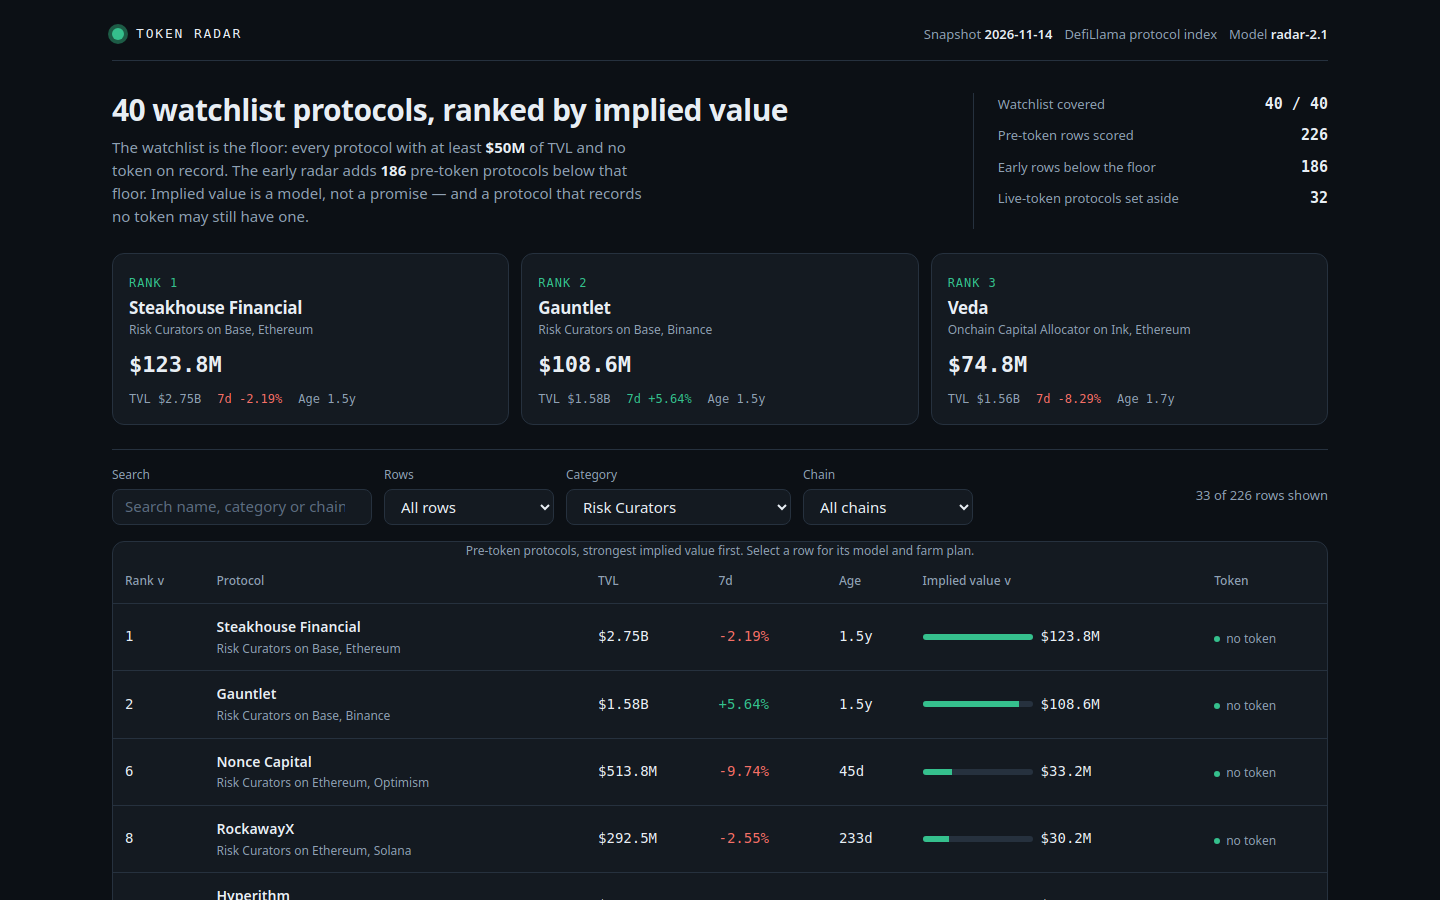 TOKEN RADAR
Snapshot 2026-11-14 DefiLlama protocol index Model radar-2.1
40 watchlist protocols, ranked by implied value
The watchlist is the floor: every protocol with at least $50M of TVL and no
token on record. The early radar adds 186 pre-token protocols below that
floor. Implied value is a model, not a promise — and a protocol that records
no token may still have one.
Watchlist covered 40 / 40
Pre-token rows scored 226
Early rows below the floor 186
Live-token protocols set aside 32
RANK 1
Steakhouse Financial
Risk Curators on Base, Ethereum
$123.8M
TVL $2.75B 7d -2.19% Age 1.5y
RANK 2
Gauntlet
Risk Curators on Base, Binance
$108.6M
TVL $1.58B 7d +5.64% Age 1.5y
RANK 3
Veda
Onchain Capital Allocator on Ink, Ethereum
$74.8M
TVL $1.56B 7d -8.29% Age 1.7y
Search Rows Category Chain
Search name, category or chain All rows Risk Curators All chains
33 of 226 rows shown
Pre-token protocols, strongest implied value first. Select a row for its model and farm plan.
Rank v Protocol TVL 7d Age Implied value v Token
1 Steakhouse Financial $2.75B -2.19% 1.5y $123.8M no token
Risk Curators on Base, Ethereum
2 Gauntlet $1.58B +5.64% 1.5y $108.6M no token
Risk Curators on Base, Binance
6 Nonce Capital $513.8M -9.74% 45d $33.2M no token
Risk Curators on Ethereum, Optimism
8 RockawayX $292.5M -2.55% 233d $30.2M no token
Risk Curators on Ethereum, Solana
Hyperithm